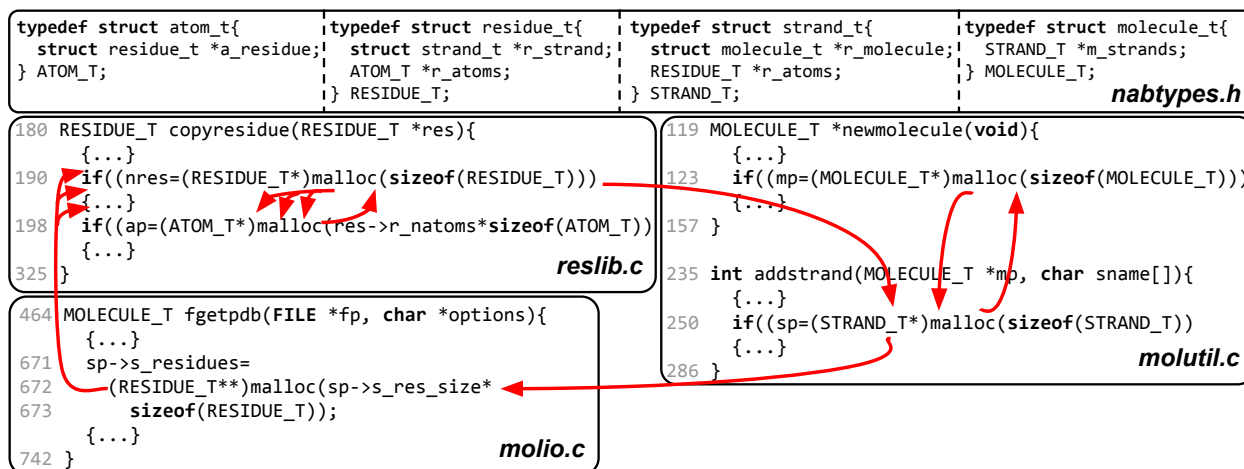 typedef struct atom_t{
  struct residue_t *a_residue;
} ATOM_T;
typedef struct residue_t{
  struct strand_t *r_strand;
  ATOM_T *r_atoms;
} RESIDUE_T;
typedef struct strand_t{
  struct molecule_t *r_molecule;
  RESIDUE_T *r_atoms;
} STRAND_T;
typedef struct molecule_t{
  STRAND_T *m_strands;
} MOLECULE_T;
nabtypes.h
180 RESIDUE_T copyresidue(RESIDUE_T *res){
      {...}
190   if((nres=(RESIDUE_T*)malloc(sizeof(RESIDUE_T)))
      {...}
198   if((ap=(ATOM_T*)malloc(res->r_natoms*sizeof(ATOM_T))
      {...}
325 }
reslib.c
464 MOLECULE_T fgetpdb(FILE *fp, char *options){
      {...}
671   sp->s_residues=
672     (RESIDUE_T**)malloc(sp->s_res_size*
673       sizeof(RESIDUE_T));
      {...}
742 }
molio.c
119 MOLECULE_T *newmolecule(void){
      {...}
123   if((mp=(MOLECULE_T*)malloc(sizeof(MOLECULE_T)))
      {...}
157 }
235 int addstrand(MOLECULE_T *mp, char sname[]){
      {...}
250   if((sp=(STRAND_T*)malloc(sizeof(STRAND_T))
      {...}
286 }
molutil.c